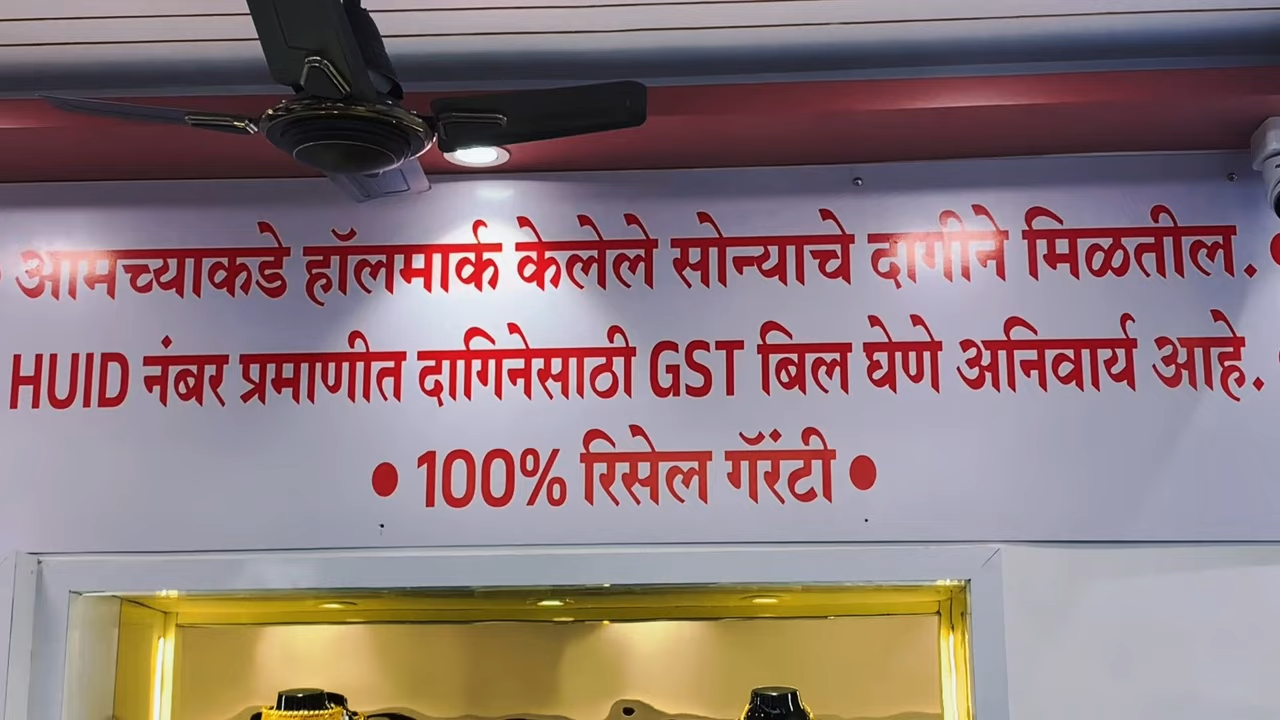 • आमच्याकडे हॉलमार्क केलेले सोन्याचे दागीने मिळतील. •
HUID नंबर प्रमाणीत दागिनेसाठी GST बिल घेणे अनिवार्य आहे. •
• 100% रिसेल गॅरंटी •